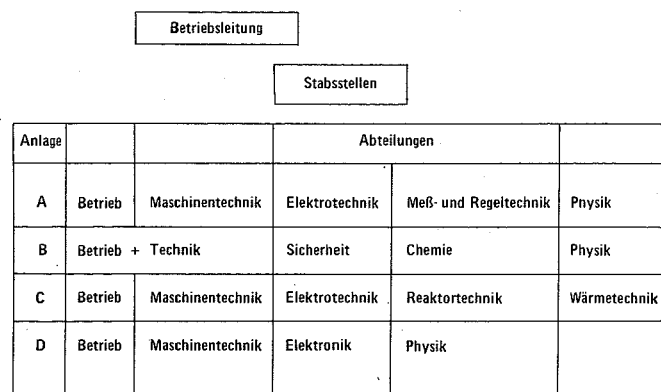 Betriebsleitung
Stabsstellen
Anlage Abteilungen
A Betrieb Maschinentechnik Elektrotechnik Meß- und Regeltechnik Pnysik
B Betrieb + Technik Sicherheit Chemie Physik
C Betrieb Maschinentechnik Elektrotechnik Reaktortechnik Wärmetechnik
D Betrieb Maschinentechnik Elektronik Physik